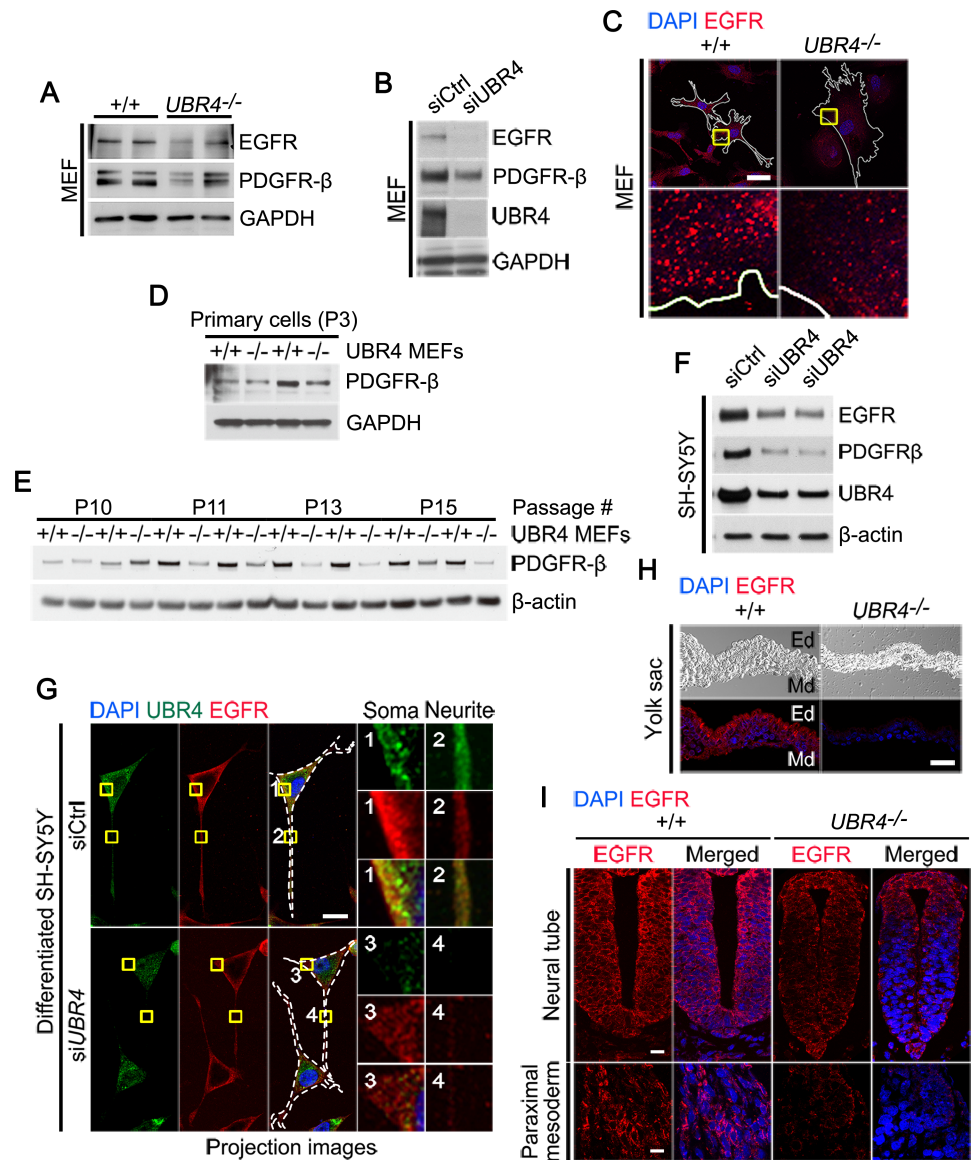 A
+/+ UBR4-/-
MEF
EGFR
PDGFR-β
GAPDH
B
siCtrl
siUBR4
MEF
EGFR
PDGFR-β
UBR4
GAPDH
C
DAPI EGFR
+/+ UBR4-/-
MEF
D
Primary cells (P3)
+/+ -/- +/+ -/- UBR4 MEFs
PDGFR-β
GAPDH
E
P10 P11 P13 P15 Passage #
+/+ -/- +/+ -/- +/+ -/- +/+ -/- +/+ -/- +/+ -/- +/+ -/- +/+ -/- UBR4 MEFs
PDGFR-β
β-actin
F
siCtrl
siUBR4
siUBR4
SH-SY5Y
EGFR
PDGFRβ
UBR4
β-actin
G
DAPI UBR4 EGFR
Soma Neurite
Differentiated SH-SY5Y
siCtrl
1
2
1 2
1 2
1 2
siUBR4
3
4
3 4
3 4
3 4
Projection images
H
DAPI EGFR
+/+ UBR4-/-
Yolk sac
Ed
Md
Ed
Md
I
DAPI EGFR
+/+ UBR4-/-
EGFR Merged EGFR Merged
Neural tube
Paraximal
mesoderm